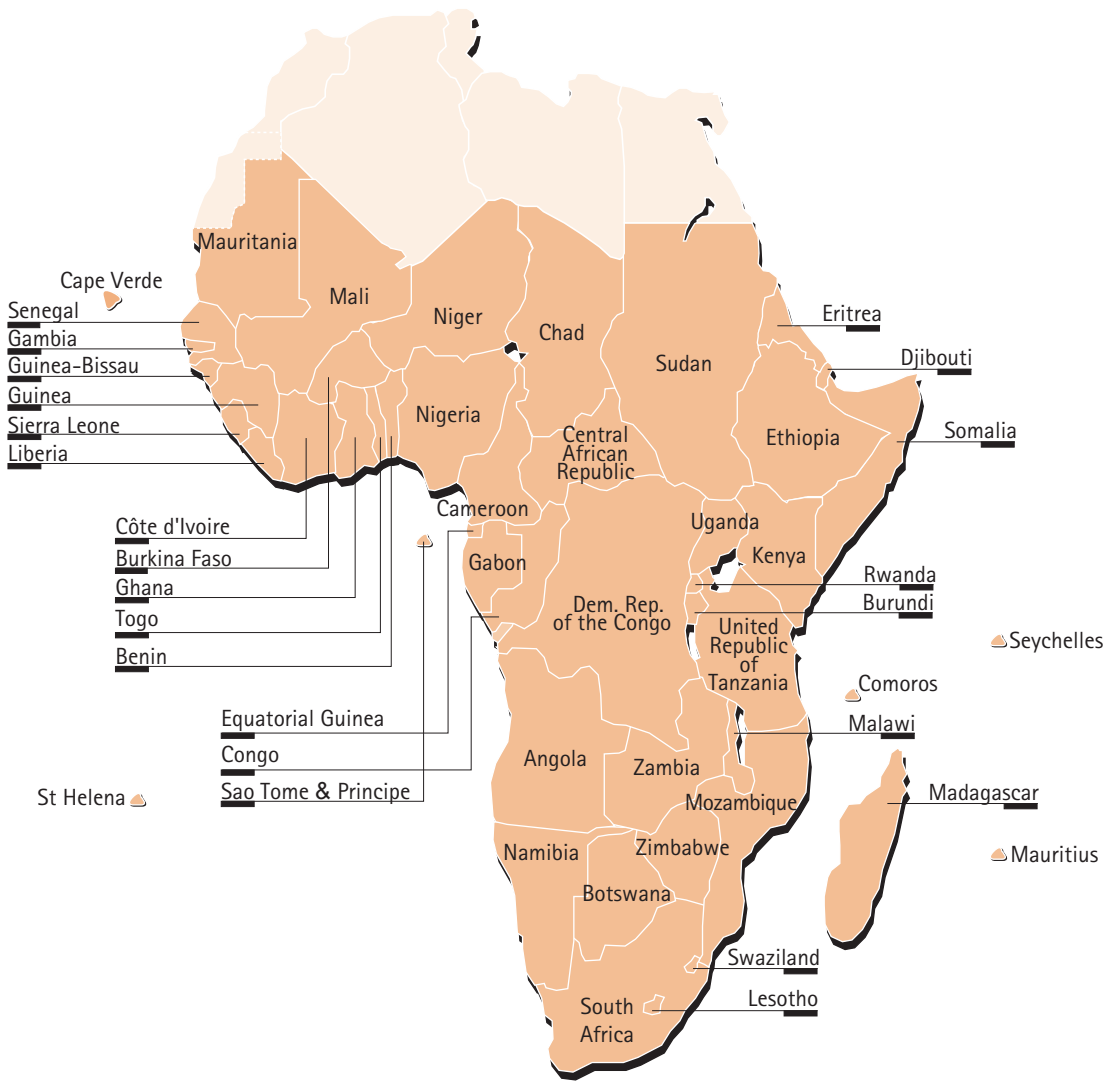 Mauritania
Cape Verde
Mali
Senegal
Niger
Eritrea
Gambia
Chad
Djibouti
Guinea-Bissau
Sudan
Guinea
Nigeria
Sierra Leone
Somalia
Liberia
Ethiopia
Central
African
Republic
Cameroon
Uganda
Côte d'Ivoire
Burkina Faso
Gabon
Kenya
Ghana
Rwanda
Togo
Dem. Rep.
of the Congo
Burundi
Benin
United
Republic
of
Tanzania
Seychelles
Comoros
Equatorial Guinea
Malawi
Congo
Angola
Zambia
Sao Tome & Principe
St Helena
Mozambique
Madagascar
Namibia
Zimbabwe
Mauritius
Botswana
Swaziland
South
Africa
Lesotho